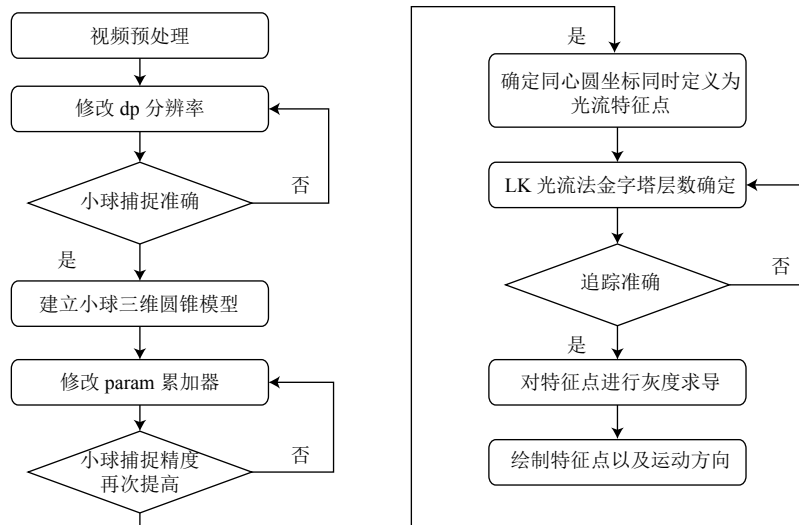 视频预处理
修改 dp 分辨率
小球捕捉准确
否
是
建立小球三维圆锥模型
修改 param 累加器
小球捕捉精度
再次提高
否
是
确定同心圆坐标同时定义为
光流特征点
LK 光流法金字塔层数确定
追踪准确
否
是
对特征点进行灰度求导
绘制特征点以及运动方向